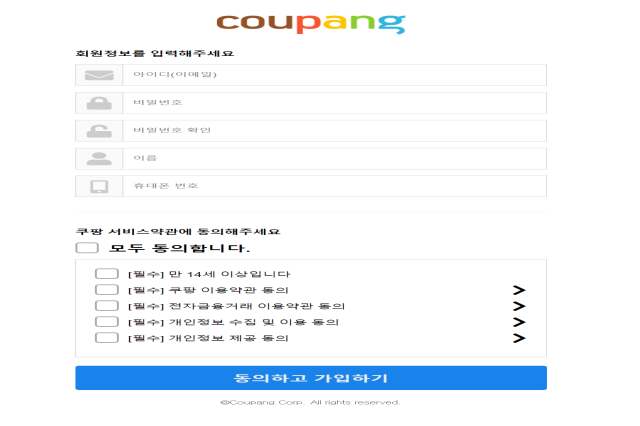 coupang
회원정보를 입력해주세요
아이디(이메일)
비밀번호
비밀번호 확인
이름
휴대폰 번호
쿠팡 서비스약관에 동의해주세요
모두 동의합니다.
[필수] 만 14세 이상입니다
[필수] 쿠팡 이용약관 동의
[필수] 전자금융거래 이용약관 동의
[필수] 개인정보 수집 및 이용 동의
[필수] 개인정보 제공 동의
동의하고 가입하기
©Coupang Corp. All rights reserved.